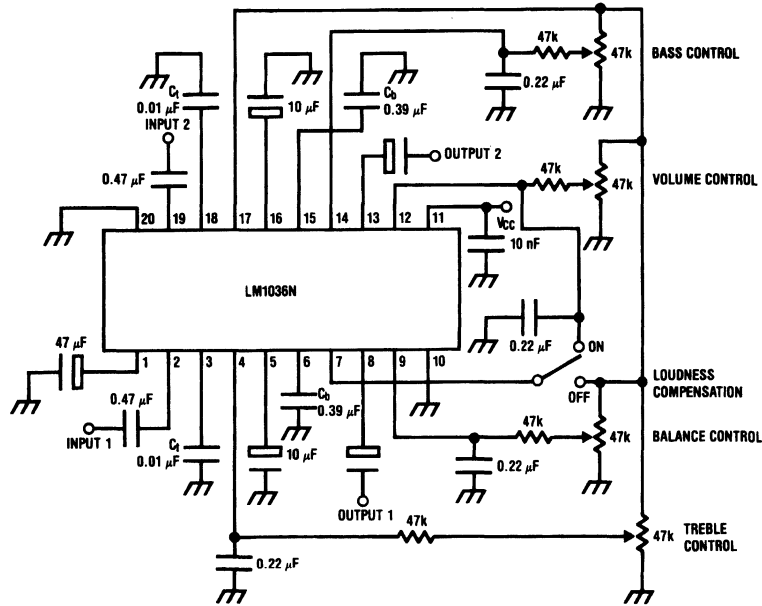 47k
47k
BASS CONTROL
0.22 μF
Ct
0.01 μF
10 μF
Cb
0.39 μF
INPUT 2
OUTPUT 2
0.47 μF
47k
47k
VOLUME CONTROL
20 19 18 17 16 15 14 13 12 11
VCC
10 nF
LM1036N
0.22 μF
ON
47 μF
1 2 3 4 5 6 7 8 9 10
OFF
LOUDNESS
COMPENSATION
0.47 μF
Cb
0.39 μF
INPUT 1
Ct
0.01 μF
10 μF
47k
47k
BALANCE CONTROL
0.22 μF
OUTPUT 1
47k
47k
TREBLE
CONTROL
0.22 μF